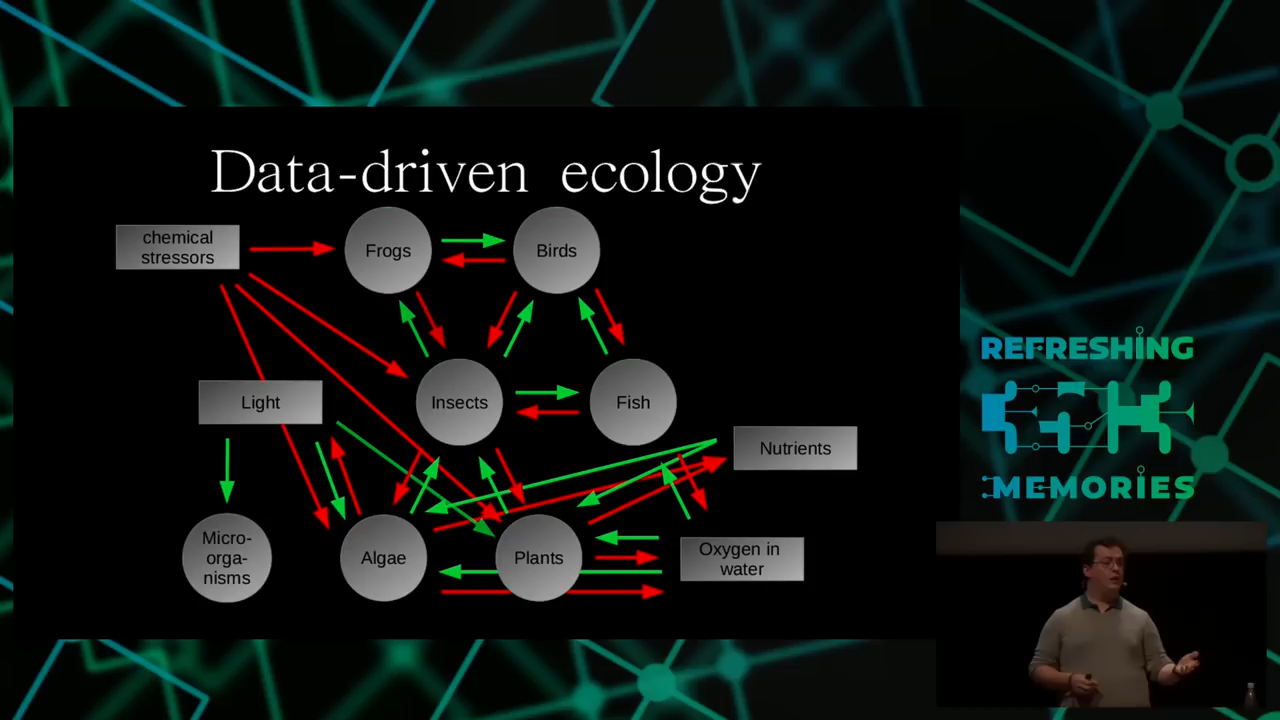 Data-driven ecology
chemical
stressors
Frogs
Birds
Light
Insects
Fish
Nutrients
Micro-
orga-
nisms
Algae
Plants
Oxygen in
water
REFRESHING
MEMORIES